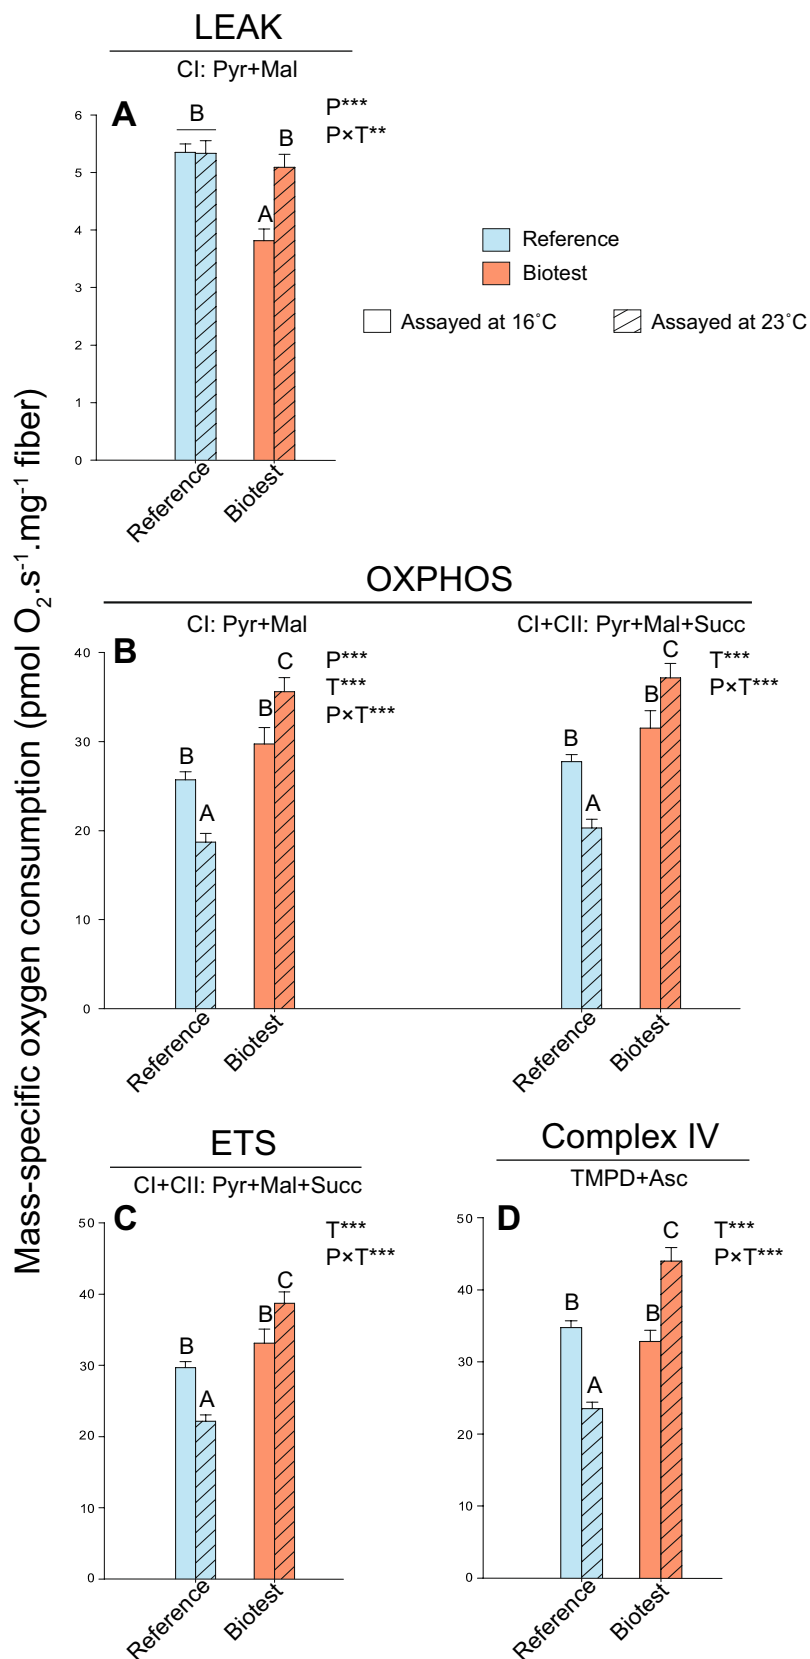 LEAK
CI: Pyr+Mal
A
P***
P×T**
B
B
A
6
5
4
3
2
1
0
Reference
Biotest
Reference
Biotest
Assayed at 16˚C
Assayed at 23˚C
Mass-specific oxygen consumption (pmol O₂.s⁻¹.mg⁻¹ fiber)
OXPHOS
CI: Pyr+Mal
CI+CII: Pyr+Mal+Succ
B
P***
T***
P×T***
T***
P×T***
B
A
B
C
B
A
B
C
40
30
20
10
0
Reference
Biotest
Reference
Biotest
ETS
CI+CII: Pyr+Mal+Succ
C
T***
P×T***
B
A
B
C
50
40
30
20
10
0
Reference
Biotest
Complex IV
TMPD+Asc
D
T***
P×T***
B
A
B
C
50
40
30
20
10
0
Reference
Biotest